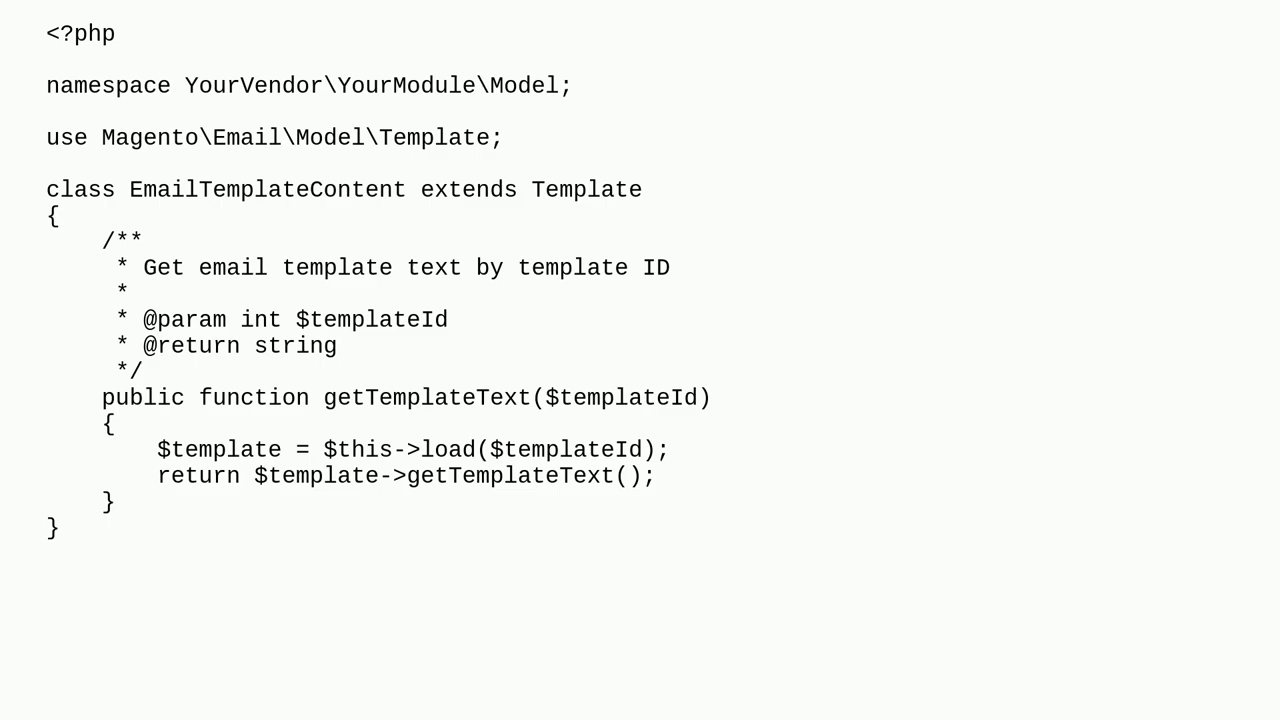 <?php
namespace YourVendor\YourModule\Model;
use Magento\Email\Model\Template;
class EmailTemplateContent extends Template
{
    /**
     * Get email template text by template ID
     *
     * @param int $templateId
     * @return string
     */
    public function getTemplateText($templateId)
    {
        $template = $this->load($templateId);
        return $template->getTemplateText();
    }
}